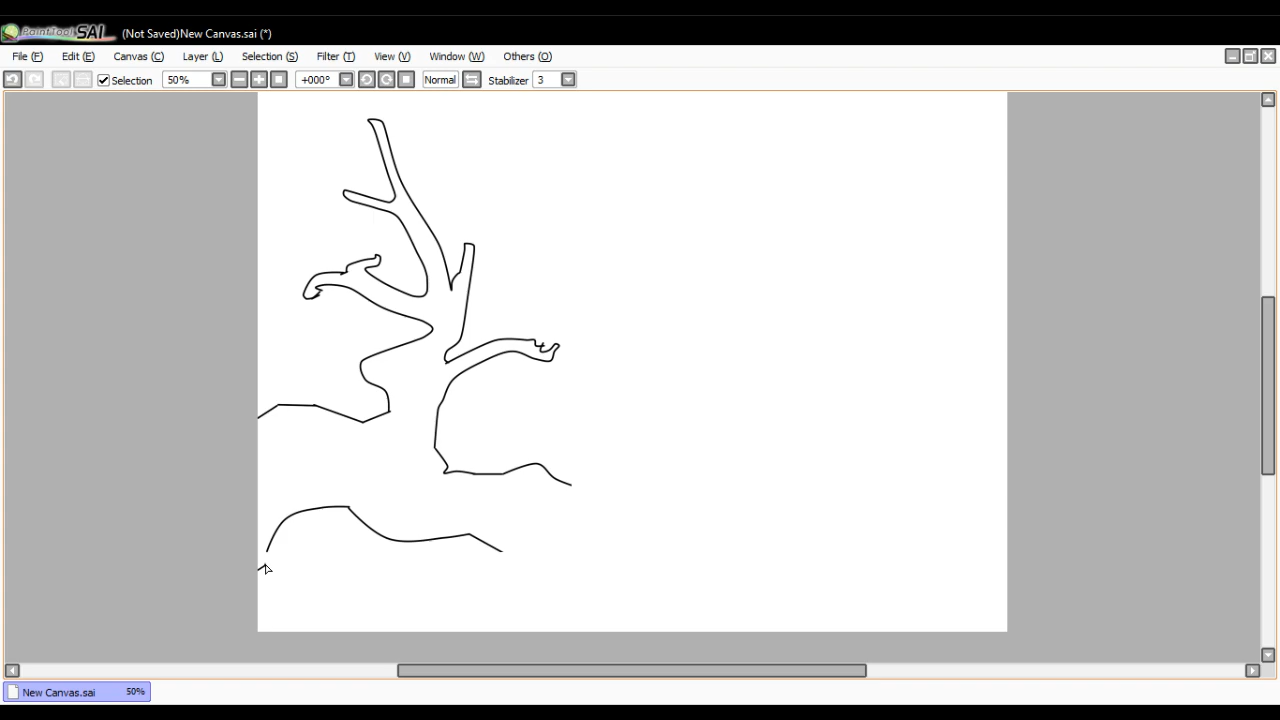 PaintTool SAI (Not Saved)New Canvas.sai (*)
File (F) Edit (E) Canvas (C) Layer (L) Selection (S) Filter (T) View (V) Window (W) Others (O)
Selection 50% +000° Normal Stabilizer 3
New Canvas.sai 50%